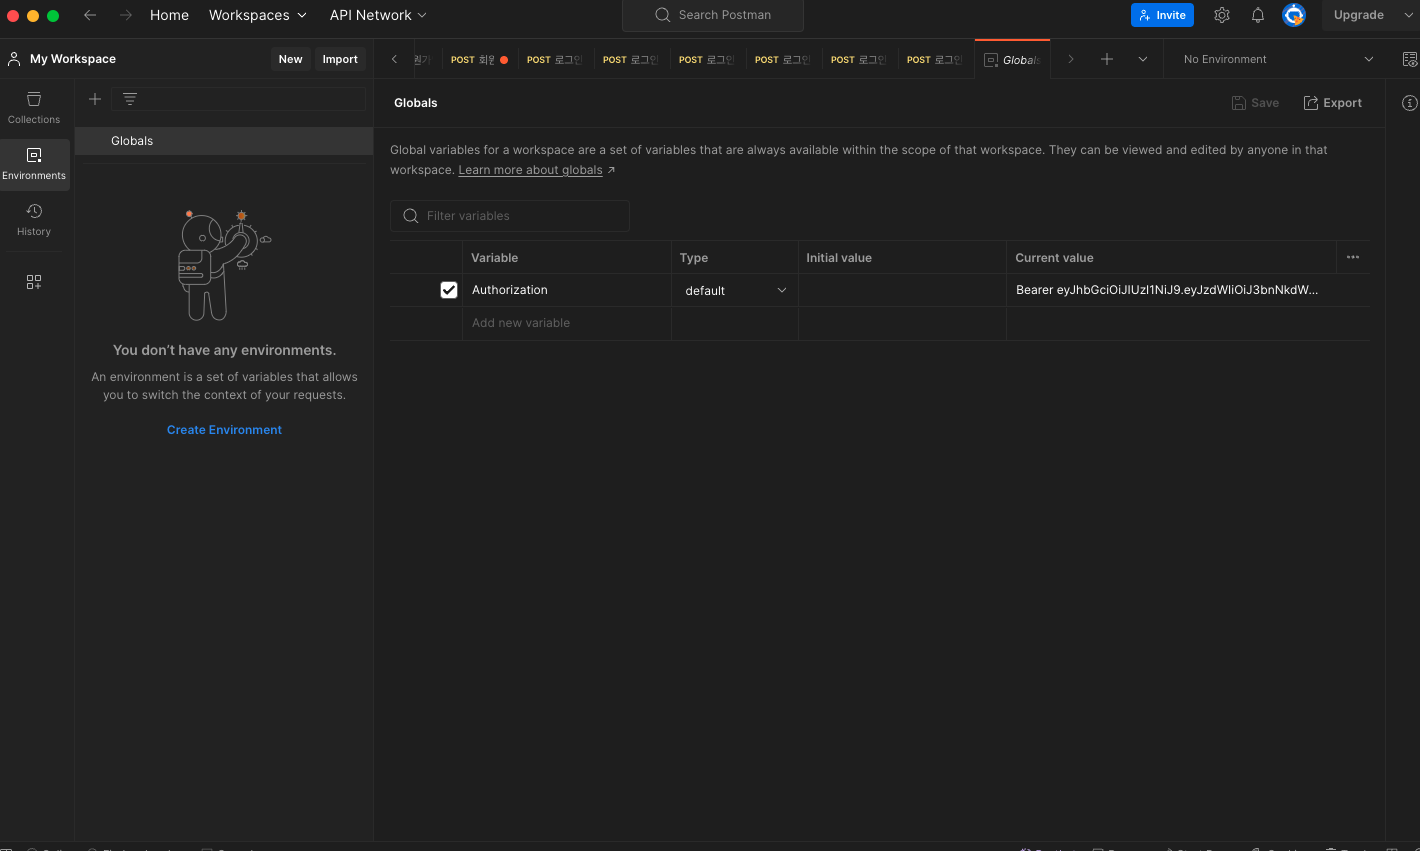 Home Workspaces API Network Search Postman Invite Upgrade
My Workspace New Import POST 회원 POST 로그인 POST 로그인 POST 로그인 POST 로그인 POST 로그인 POST 로그인 Globals No Environment
Collections
Environments
History
Globals
You don’t have any environments.
An environment is a set of variables that allows
you to switch the context of your requests.
Create Environment
Globals Save Export
Global variables for a workspace are a set of variables that are always available within the scope of that workspace. They can be viewed and edited by anyone in that
workspace. Learn more about globals ↗
Filter variables
Variable Type Initial value Current value
Authorization default Bearer eyJhbGciOiJIUzI1NiJ9.eyJzdWIiOiJ3bnNkdW...
Add new variable